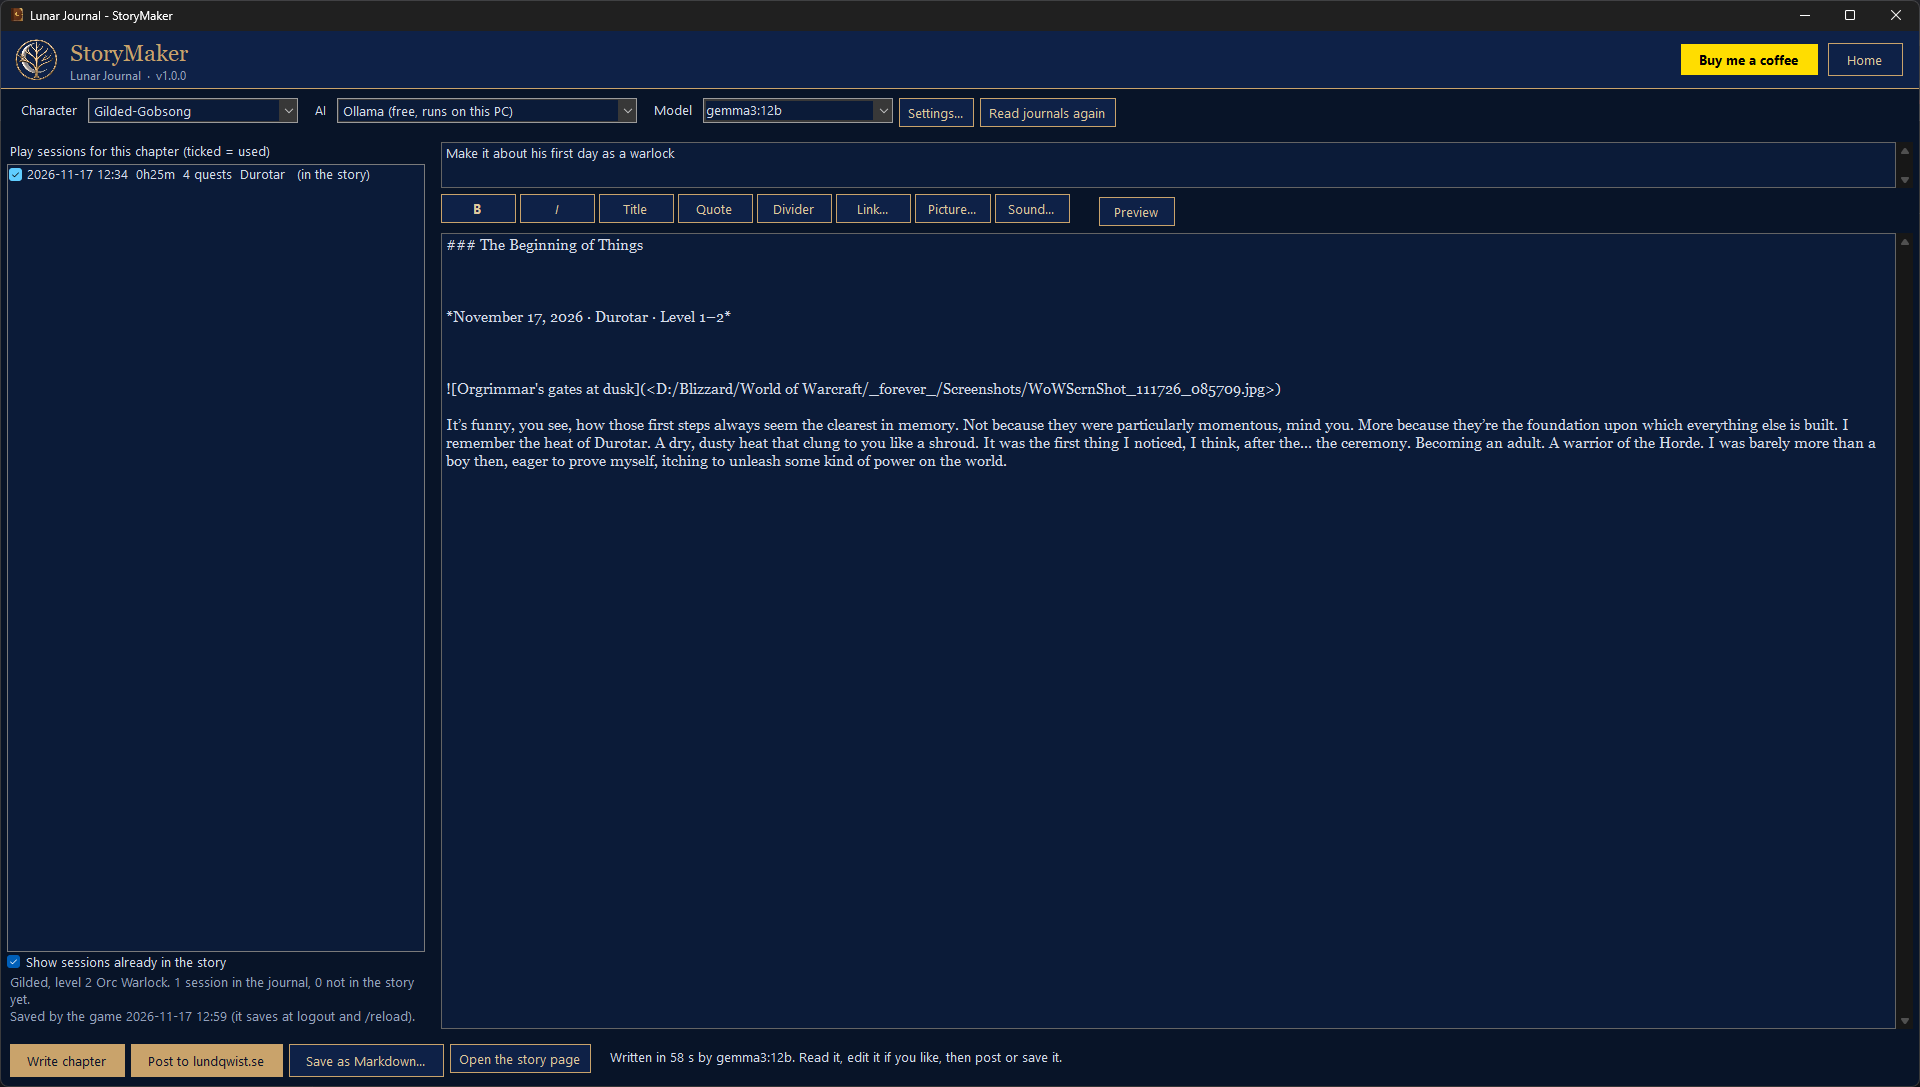 Lunar Journal - StoryMaker
StoryMaker
Lunar Journal · v1.0.0
Buy me a coffee
Home
Character
Gilded-Gobsong
AI
Ollama (free, runs on this PC)
Model
gemma3:12b
Settings...
Read journals again
Play sessions for this chapter (ticked = used)
2026-11-17 12:34 0h25m 4 quests Durotar (in the story)
Make it about his first day as a warlock
B
I
Title
Quote
Divider
Link...
Picture...
Sound...
Preview
### The Beginning of Things
*November 17, 2026 · Durotar · Level 1–2*
![Orgrimmar's gates at dusk](<D:/Blizzard/World of Warcraft/_forever_/Screenshots/WoWScrnShot_111726_085709.jpg>)
It’s funny, you see, how those first steps always seem the clearest in memory. Not because they were particularly momentous, mind you. More because they’re the foundation upon which everything else is built. I
remember the heat of Durotar. A dry, dusty heat that clung to you like a shroud. It was the first thing I noticed, I think, after the... the ceremony. Becoming an adult. A warrior of the Horde. I was barely more than a
boy then, eager to prove myself, itching to unleash some kind of power on the world.
Show sessions already in the story
Gilded, level 2 Orc Warlock. 1 session in the journal, 0 not in the story
yet.
Saved by the game 2026-11-17 12:59 (it saves at logout and /reload).
Write chapter
Post to lundqwist.se
Save as Markdown...
Open the story page
Written in 58 s by gemma3:12b. Read it, edit it if you like, then post or save it.